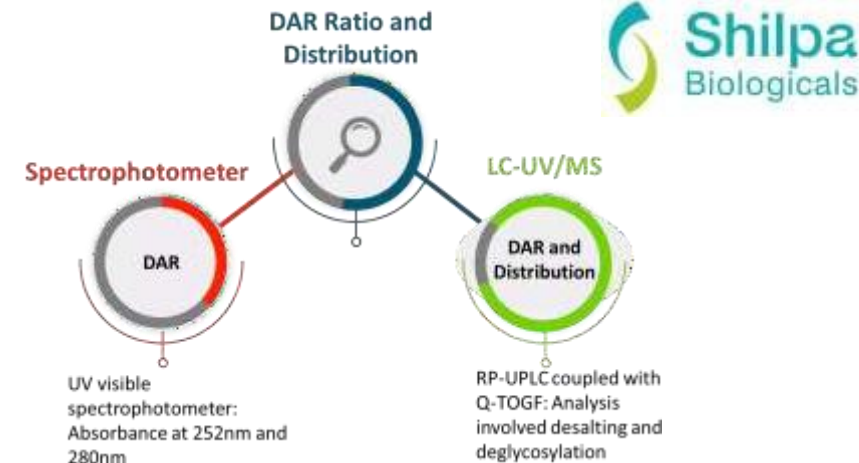 DAR Ratio and
Distribution
Shilpa
Biologicals
Spectrophotometer
LC-UV/MS
DAR
DAR and
Distribution
UV visible
spectrophotometer:
Absorbance at 252nm and
280nm
RP-UPLC coupled with
Q-TOGF: Analysis
involved desalting and
deglycosylation